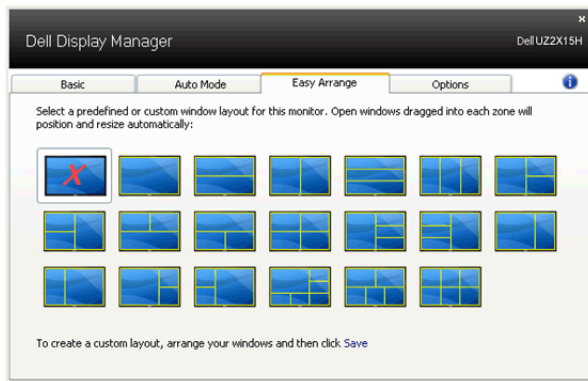 Dell Display Manager
Dell UZ2X15H
Basic
Auto Mode
Easy Arrange
Options
Select a predefined or custom window layout for this monitor. Open windows dragged into each zone will
position and resize automatically:
To create a custom layout, arrange your windows and then click Save